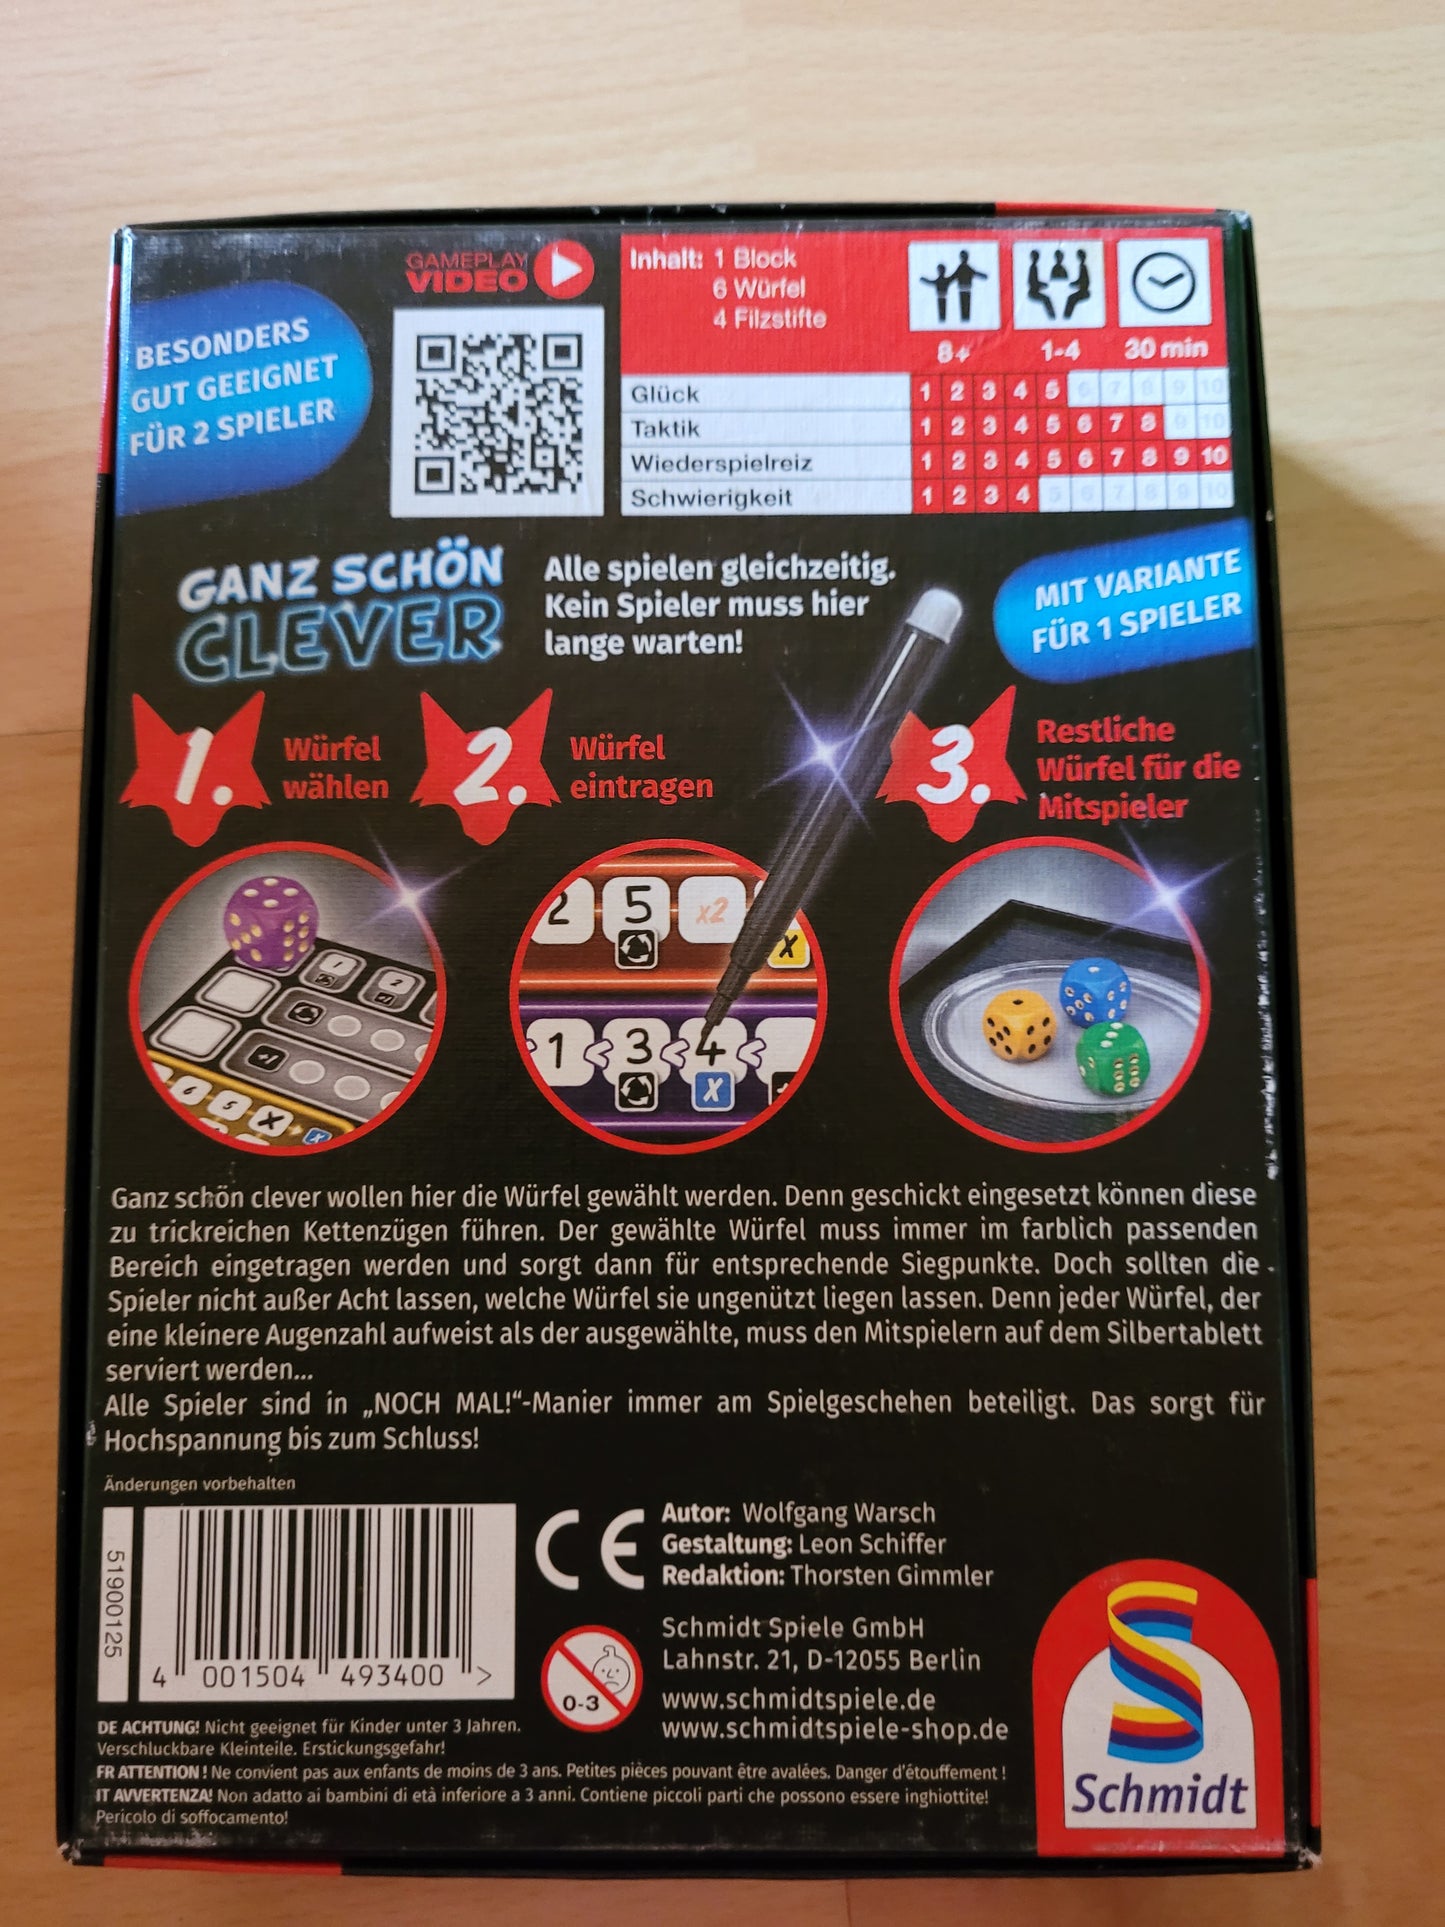 GAMEPLAY
VIDEO
BESONDERS
GUT GEEIGNET
FÜR 2 SPIELER
Inhalt: 1 Block
6 Würfel
4 Filzstifte
8+ 1-4 30 min
Glück 1 2 3 4 5 6 7 8 9 10
Taktik 1 2 3 4 5 6 7 8 9 10
Wiederspielreiz 1 2 3 4 5 6 7 8 9 10
Schwierigkeit 1 2 3 4 5 6 7 8 9 10
GANZ SCHÖN
CLEVER
Alle spielen gleichzeitig.
Kein Spieler muss hier
lange warten!
MIT VARIANTE
FÜR 1 SPIELER
1. Würfel
wählen
2. Würfel
eintragen
3. Restliche
Würfel für die
Mitspieler
1 2
+1
6 5 X X
2 5 x2
X
1 < 3 < 4 <
X
Ganz schön clever wollen hier die Würfel gewählt werden. Denn geschickt eingesetzt können diese
zu trickreichen Kettenzügen führen. Der gewählte Würfel muss immer im farblich passenden
Bereich eingetragen werden und sorgt dann für entsprechende Siegpunkte. Doch sollten die
Spieler nicht außer Acht lassen, welche Würfel sie ungenützt liegen lassen. Denn jeder Würfel, der
eine kleinere Augenzahl aufweist als der ausgewählte, muss den Mitspielern auf dem Silbertablett
serviert werden...
Alle Spieler sind in „NOCH MAL!“-Manier immer am Spielgeschehen beteiligt. Das sorgt für
Hochspannung bis zum Schluss!
Änderungen vorbehalten
51900125
4 001504 493400 >
CE
Autor: Wolfgang Warsch
Gestaltung: Leon Schiffer
Redaktion: Thorsten Gimmler
0-3
Schmidt Spiele GmbH
Lahnstr. 21, D-12055 Berlin
www.schmidtspiele.de
www.schmidtspiele-shop.de
DE ACHTUNG! Nicht geeignet für Kinder unter 3 Jahren.
Verschluckbare Kleinteile. Erstickungsgefahr!
FR ATTENTION ! Ne convient pas aux enfants de moins de 3 ans. Petites pièces pouvant être avalées. Danger d'étouffement !
IT AVVERTENZA! Non adatto ai bambini di età inferiore a 3 anni. Contiene piccoli parti che possono essere inghiottite!
Pericolo di soffocamento!
Schmidt